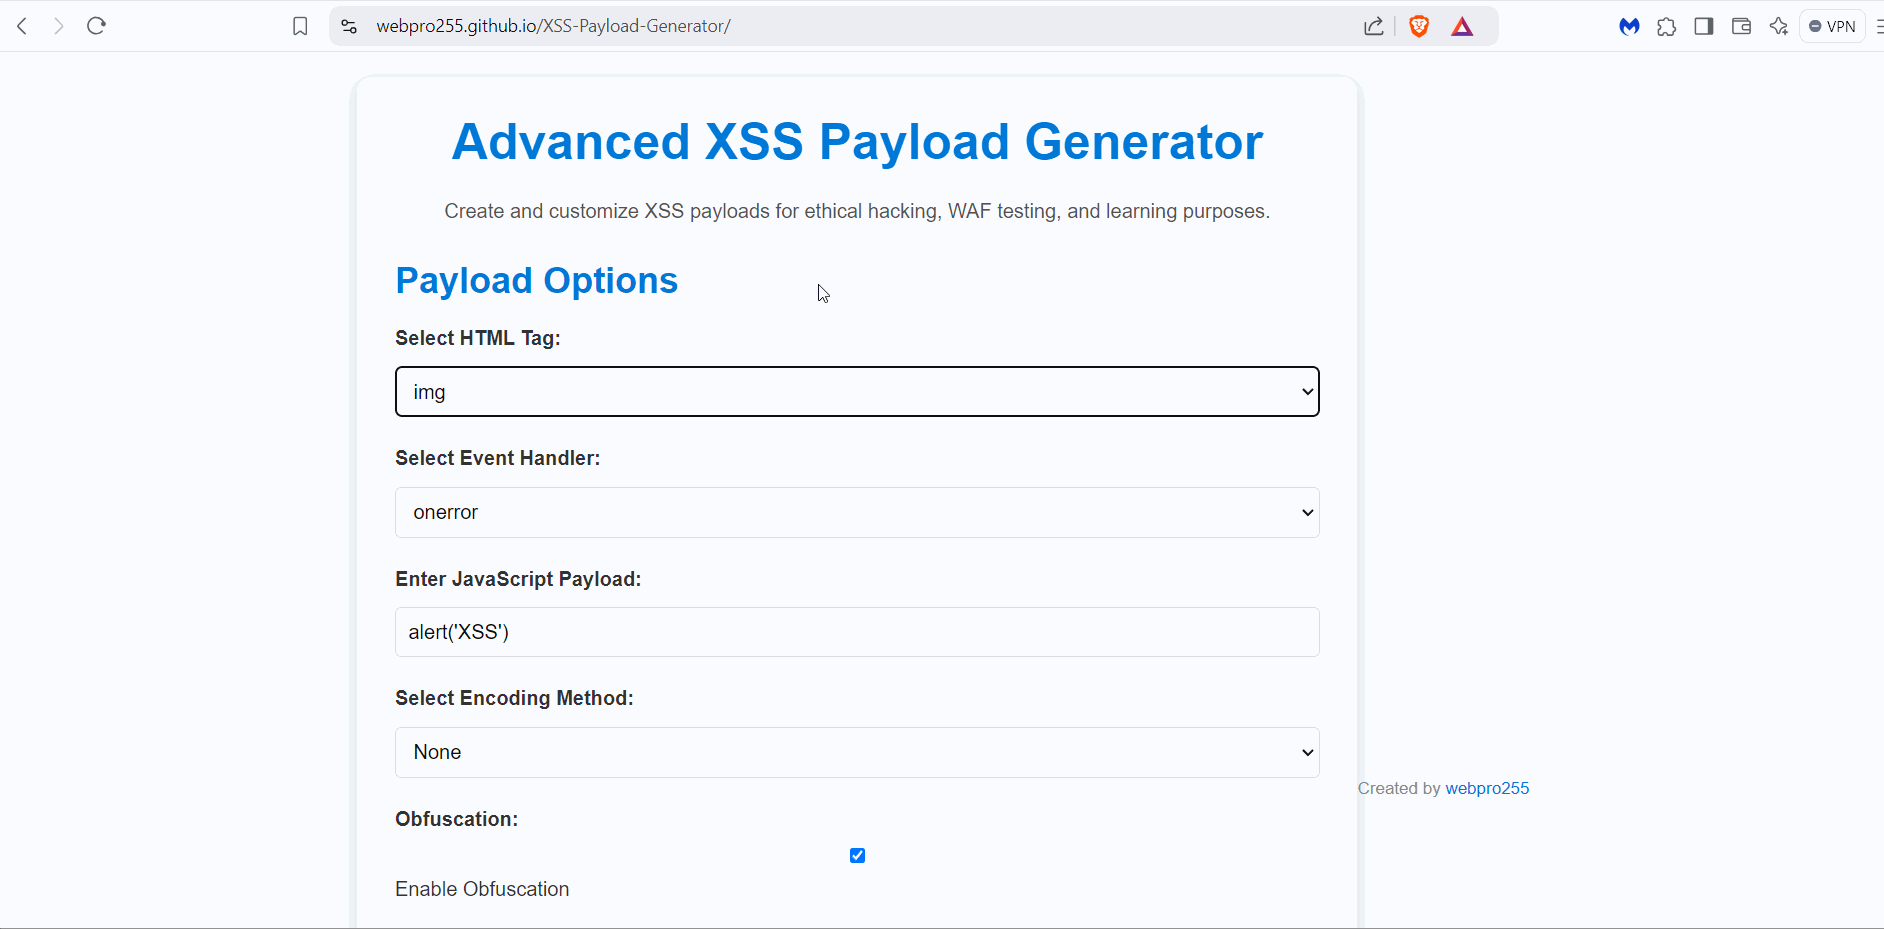 webpro255.github.io/XSS-Payload-Generator/
VPN
Advanced XSS Payload Generator
Create and customize XSS payloads for ethical hacking, WAF testing, and learning purposes.
Payload Options
Select HTML Tag:
img
Select Event Handler:
onerror
Enter JavaScript Payload:
alert('XSS')
Select Encoding Method:
None
Created by webpro255
Obfuscation:
Enable Obfuscation